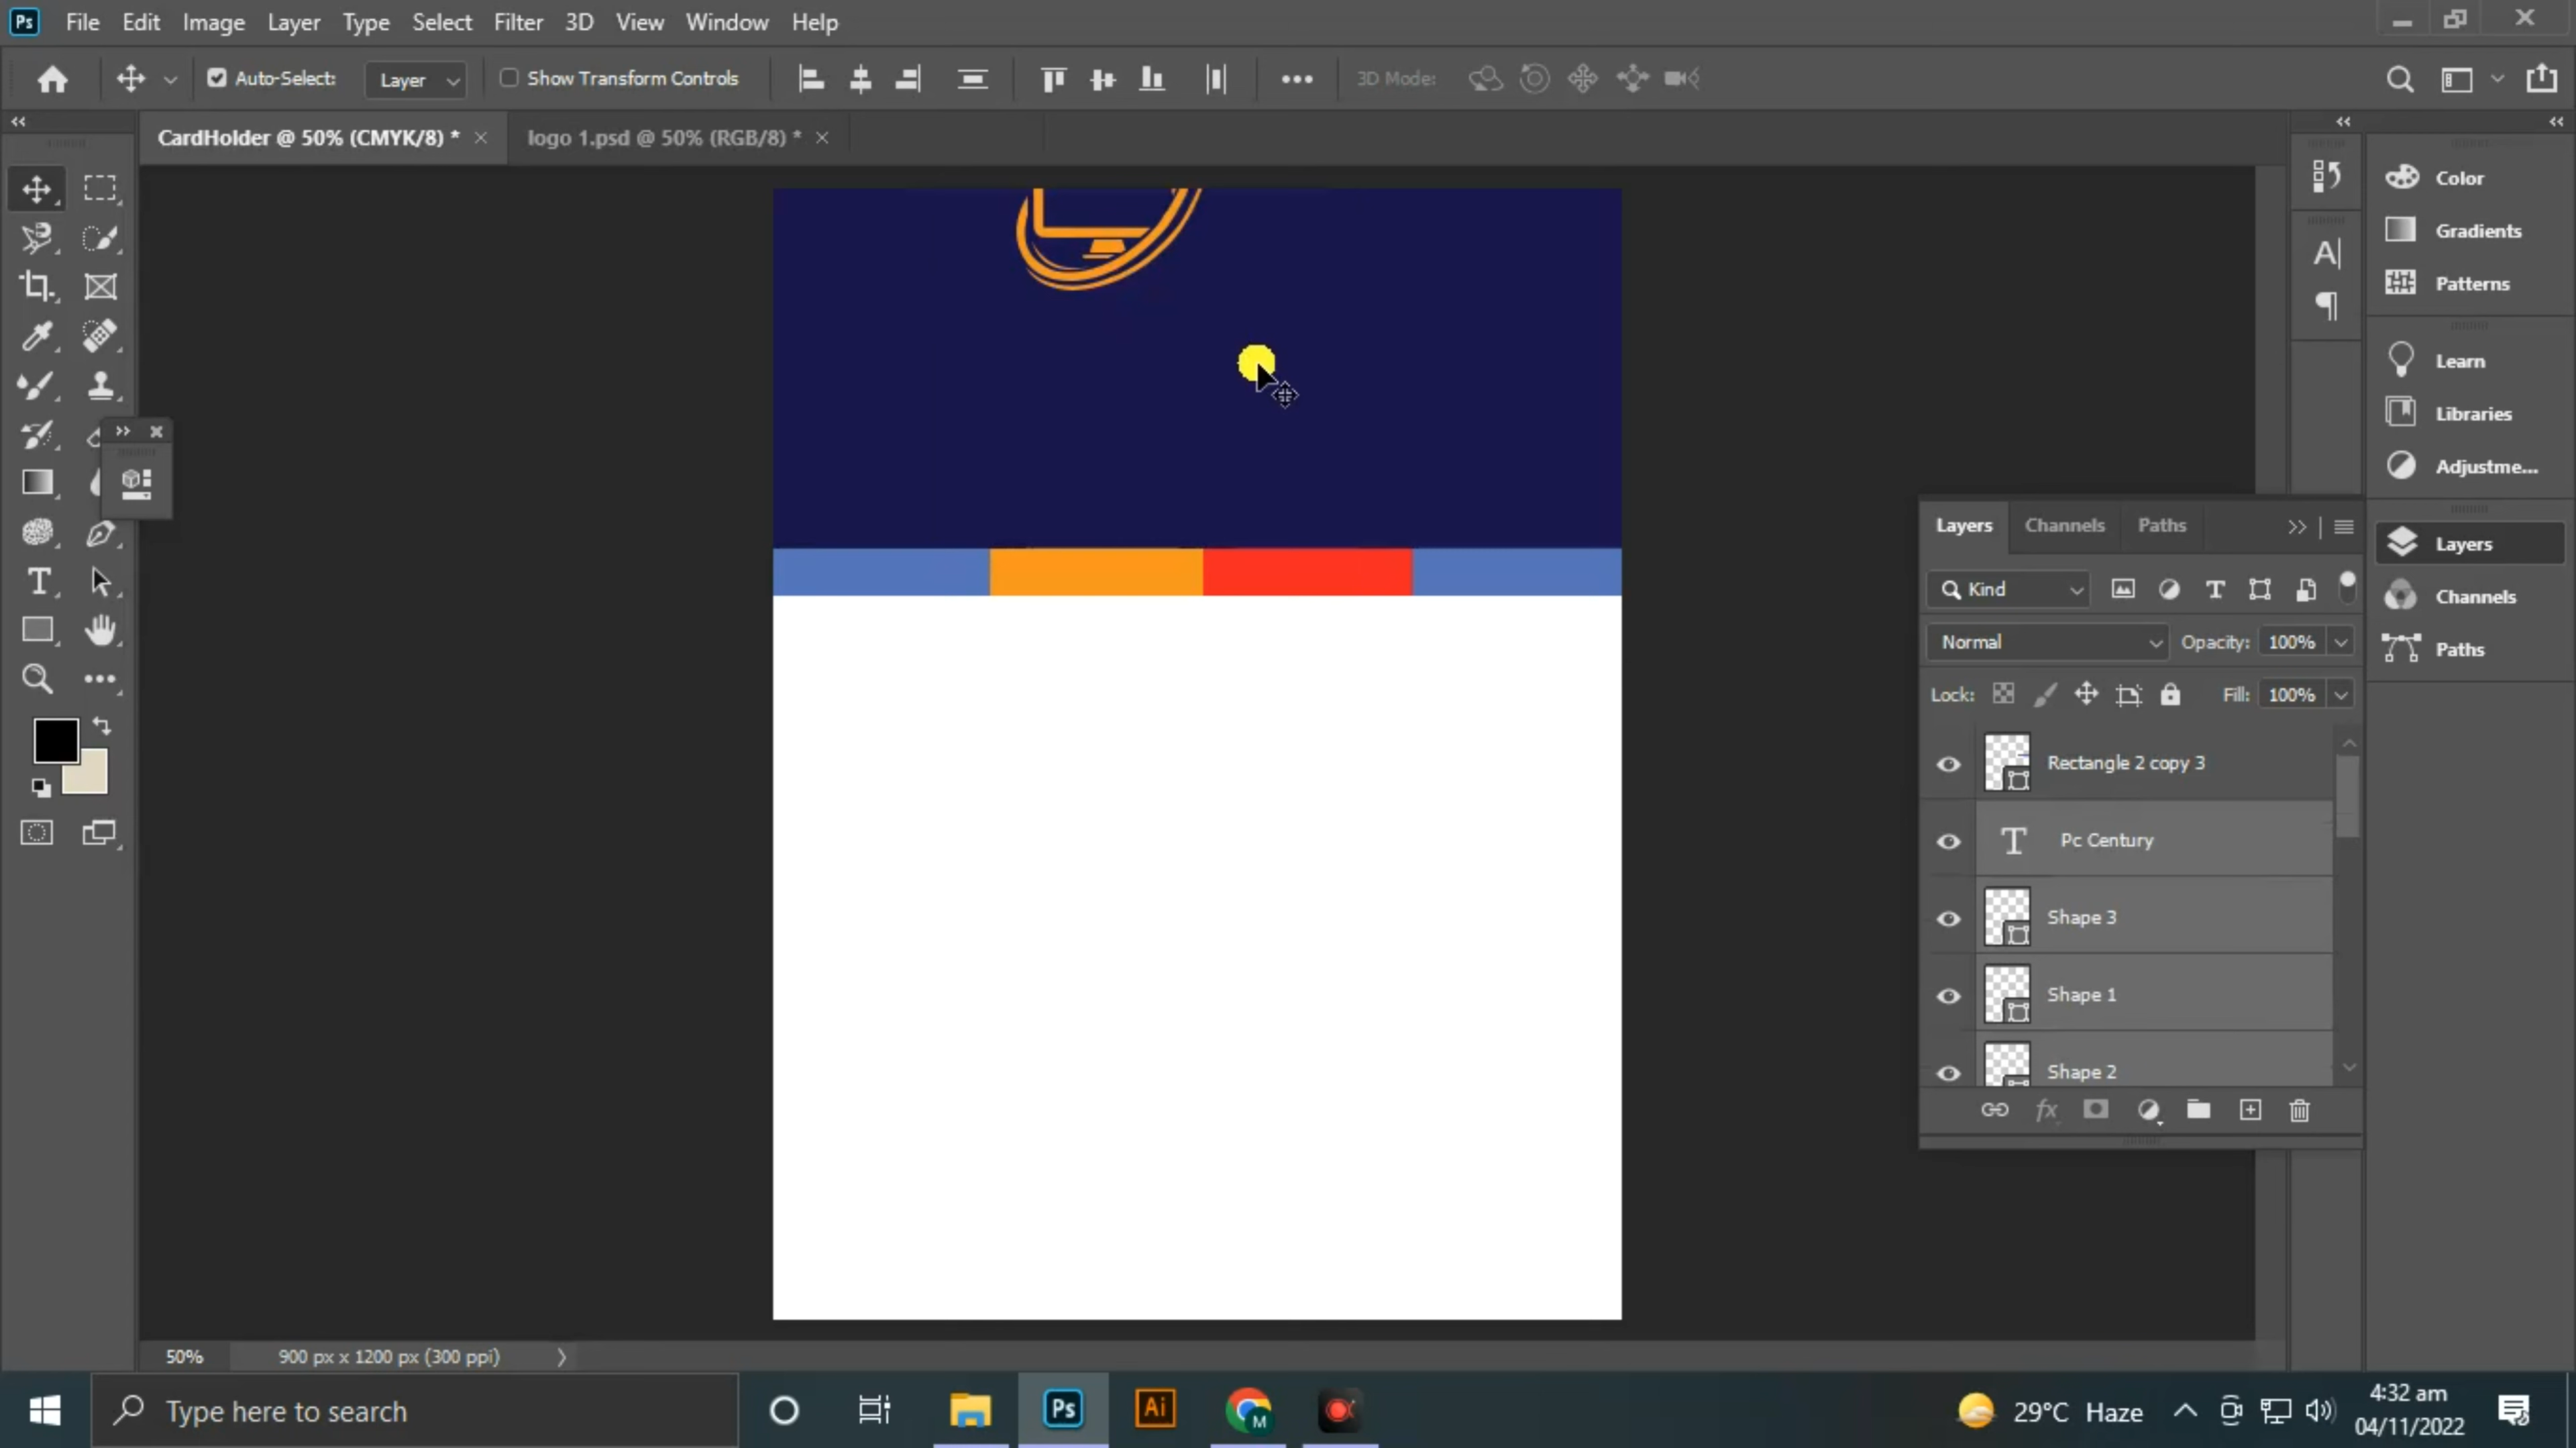 Ps File Edit Image Layer Type Select Filter 3D View Window Help
Auto-Select: Layer Show Transform Controls 3D Mode:
CardHolder @ 50% (CMYK/8) * logo 1.psd @ 50% (RGB/8) *
Color
Gradients
Patterns
Learn
Libraries
Adjustme...
Layers
Channels
Paths
Layers Channels Paths
Kind
Normal Opacity: 100%
Lock: Fill: 100%
Rectangle 2 copy 3
Pc Century
Shape 3
Shape 1
Shape 2
50% 900 px x 1200 px (300 ppi)
Type here to search
Ps Ai M
29°C Haze
4:32 am
04/11/2022